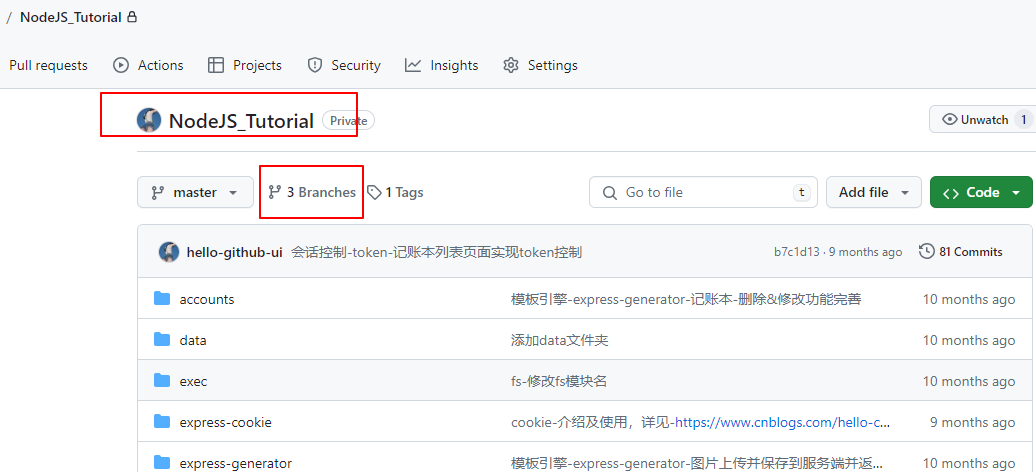 / NodeJS_Tutorial
Pull requests Actions Projects Security Insights Settings
NodeJS_Tutorial Private Unwatch 1
master 3 Branches 1 Tags Go to file t Add file Code
hello-github-ui 会话控制-token-记账本列表页面实现token控制 b7c1d13 · 9 months ago 81 Commits
accounts 模板引擎-express-generator-记账本-删除&修改功能完善 10 months ago
data 添加data文件夹 10 months ago
exec fs-修改fs模块名 10 months ago
express-cookie cookie-介绍及使用，详见-https://www.cnblogs.com/hello-c... 9 months ago
express-generator 模板引擎-express-generator-图片上传并保存到服务端并返... 10 months ago